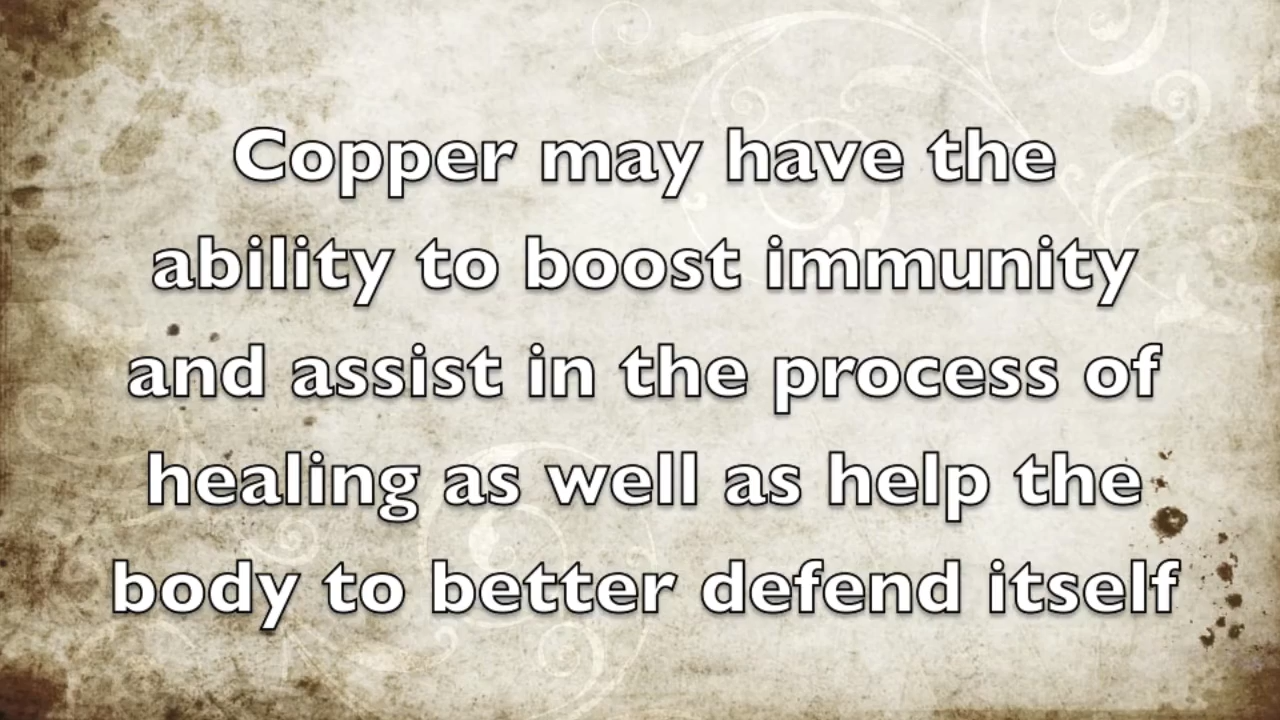 Copper may have the
ability to boost immunity
and assist in the process of
healing as well as help the
body to better defend itself